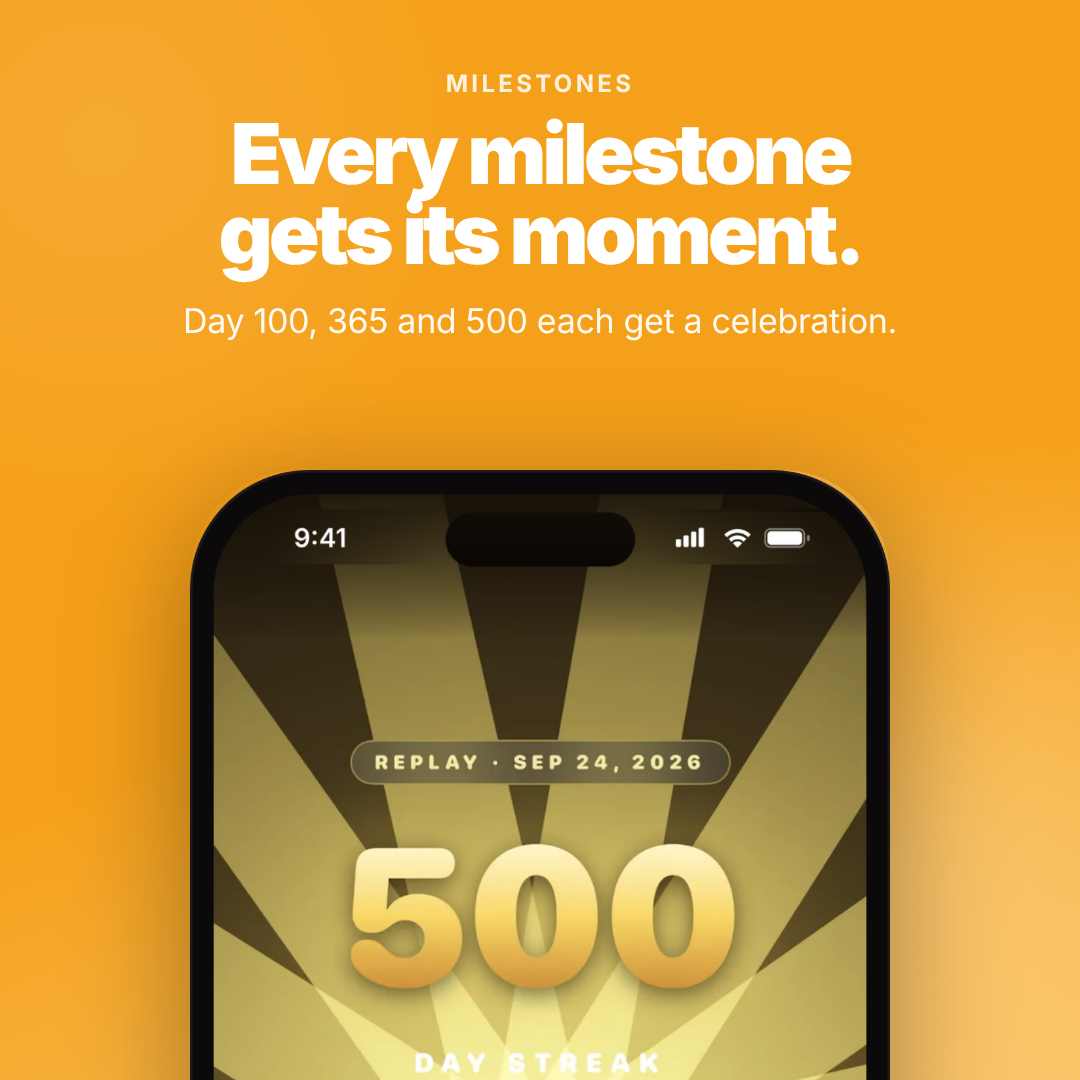 MILESTONES
Every milestone
gets its moment.
Day 100, 365 and 500 each get a celebration.
9:41
REPLAY · SEP 24, 2026
500
DAY STREAK